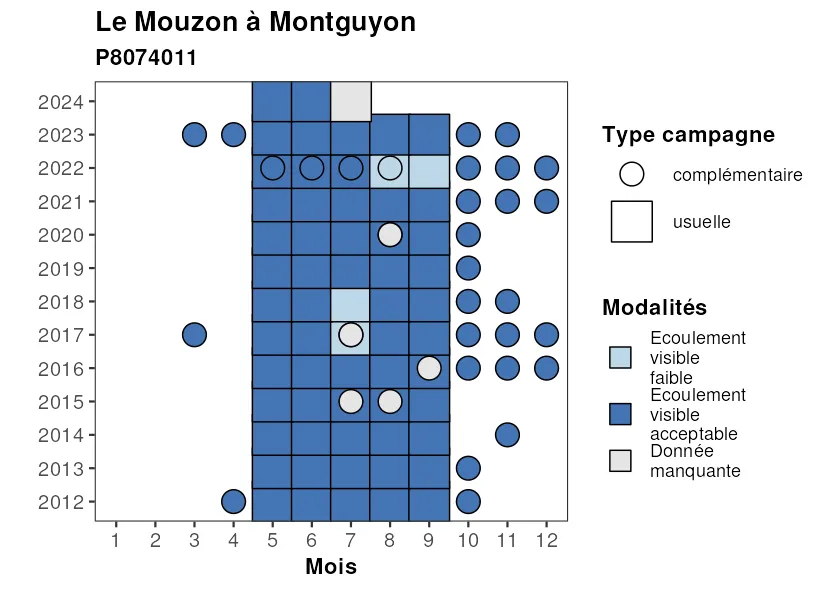 Le Mouzon à Montguyon
P8074011
2024
2023
2022
2021
2020
2019
2018
2017
2016
2015
2014
2013
2012
1 2 3 4 5 6 7 8 9 10 11 12
Mois
Type campagne
complémentaire
usuelle
Modalités
Ecoulement
visible
faible
Ecoulement
visible
acceptable
Donnée
manquante